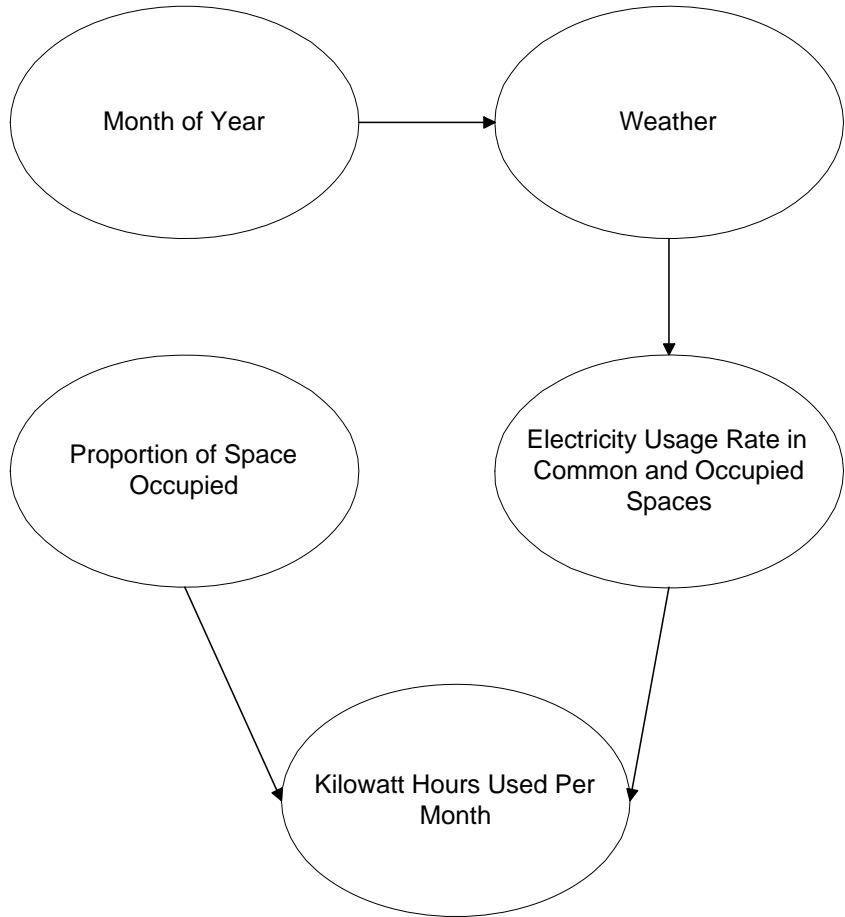 Month of Year
Weather
Proportion of Space
Occupied
Electricity Usage Rate in
Common and Occupied
Spaces
Kilowatt Hours Used Per
Month